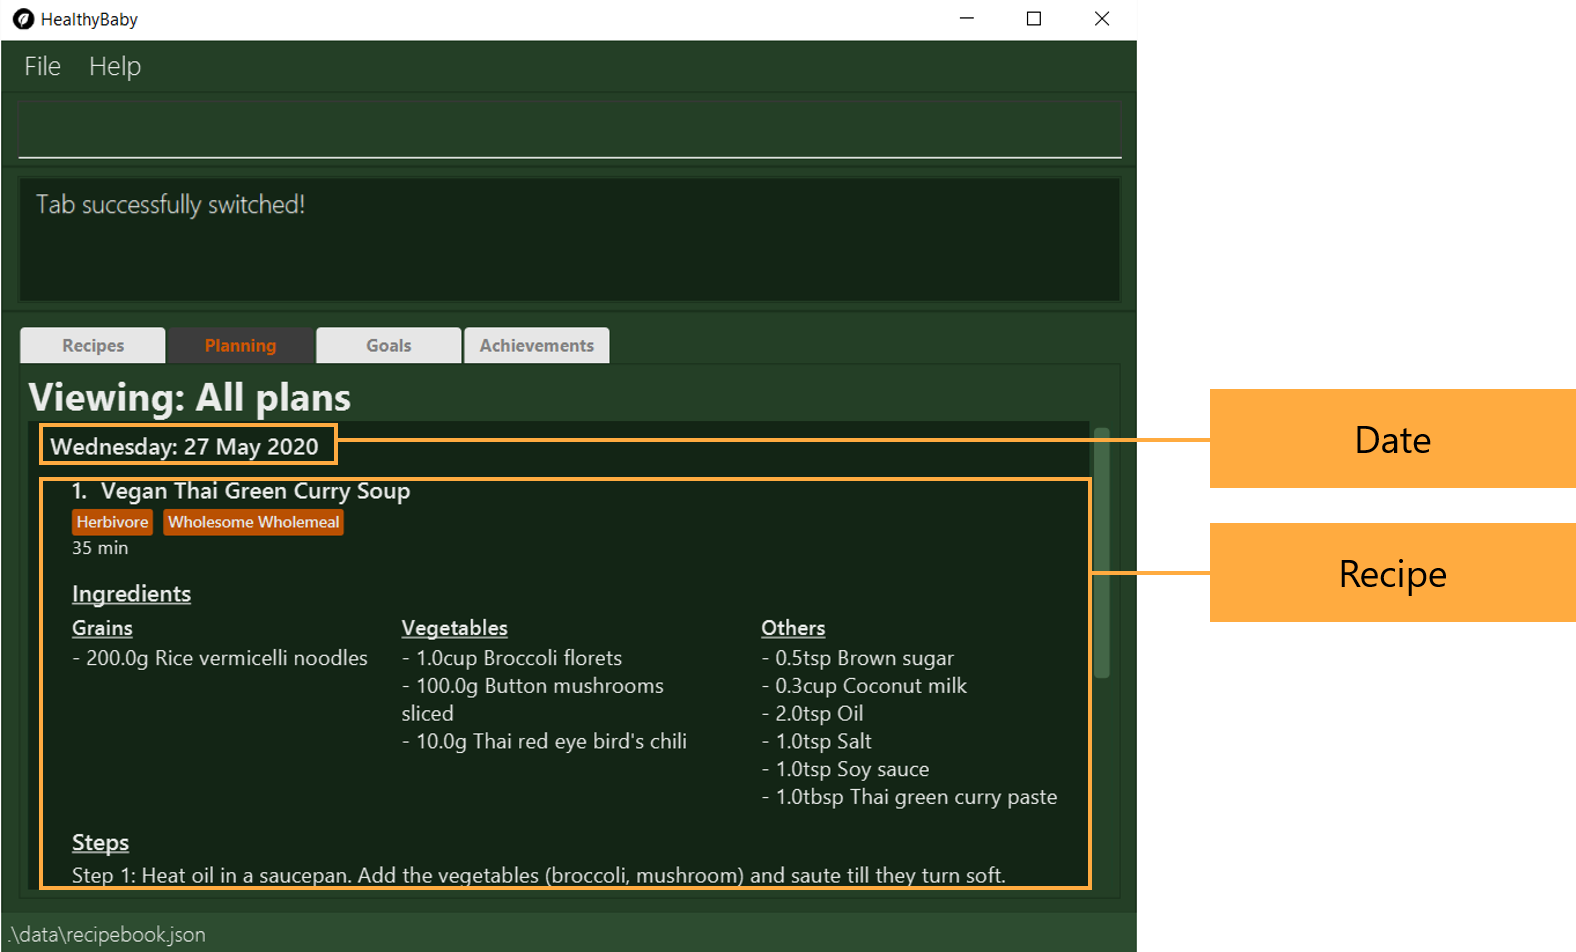 HealthyBaby
File Help
Tab successfully switched!
Recipes Planning Goals Achievements
Viewing: All plans
Wednesday: 27 May 2020
Date
1. Vegan Thai Green Curry Soup
Herbivore Wholesome Wholemeal
35 min
Recipe
Ingredients
Grains
- 200.0g Rice vermicelli noodles
Vegetables
- 1.0cup Broccoli florets
- 100.0g Button mushrooms
sliced
- 10.0g Thai red eye bird's chili
Others
- 0.5tsp Brown sugar
- 0.3cup Coconut milk
- 2.0tsp Oil
- 1.0tsp Salt
- 1.0tsp Soy sauce
- 1.0tbsp Thai green curry paste
Steps
Step 1: Heat oil in a saucepan. Add the vegetables (broccoli, mushroom) and saute till they turn soft.
.\data\recipebook.json